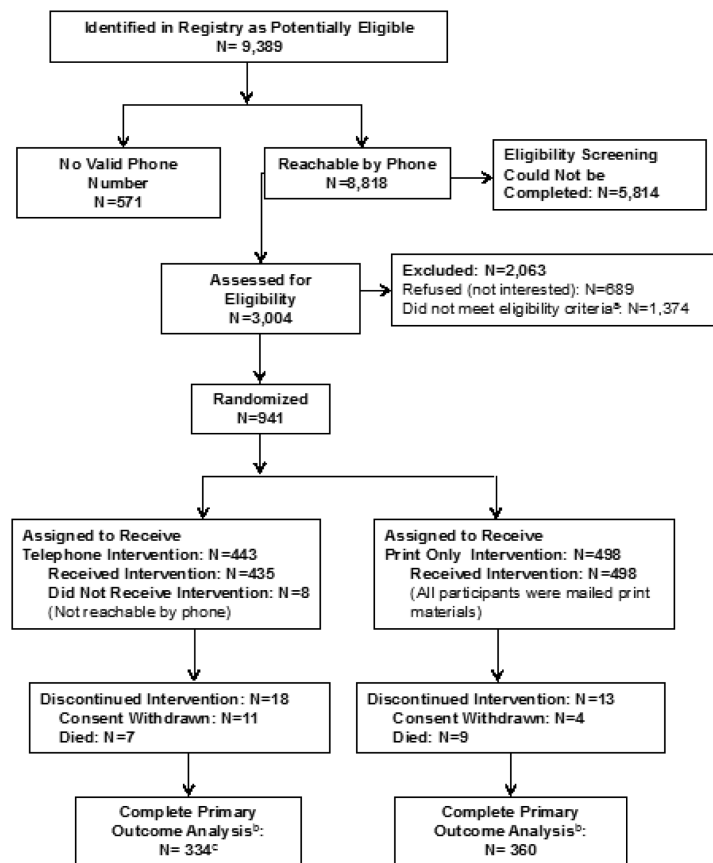 Identified in Registry as Potentially Eligible
N= 9,389
No Valid Phone
Number
N=571
Reachable by Phone
N=8,818
Eligibility Screening
Could Not be
Completed: N=5,814
Assessed for
Eligibility
N=3,004
Excluded: N=2,063
Refused (not interested): N=689
Did not meet eligibility criteriaᵃ: N=1,374
Randomized
N=941
Assigned to Receive
Telephone Intervention: N=443
Received Intervention: N=435
Did Not Receive Intervention: N=8
(Not reachable by phone)
Assigned to Receive
Print Only Intervention: N=498
Received Intervention: N=498
(All participants were mailed print
materials)
Discontinued Intervention: N=18
Consent Withdrawn: N=11
Died: N=7
Discontinued Intervention: N=13
Consent Withdrawn: N=4
Died: N=9
Complete Primary
Outcome Analysisᵇ:
N= 334ᶜ
Complete Primary
Outcome Analysisᵇ:
N= 360